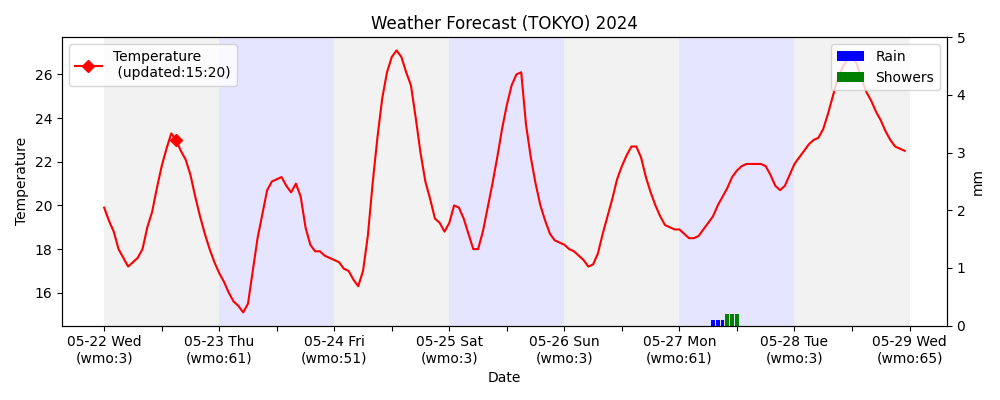 Weather Forecast (TOKYO) 2024
Temperature
(updated:15:20)
Rain
Showers
Temperature
26
24
22
20
18
16
5
4
3
2
1
0
mm
05-22 Wed
(wmo:3)
05-23 Thu
(wmo:61)
05-24 Fri
(wmo:51)
05-25 Sat
(wmo:3)
05-26 Sun
(wmo:3)
05-27 Mon
(wmo:61)
05-28 Tue
(wmo:3)
05-29 Wed
(wmo:65)
Date